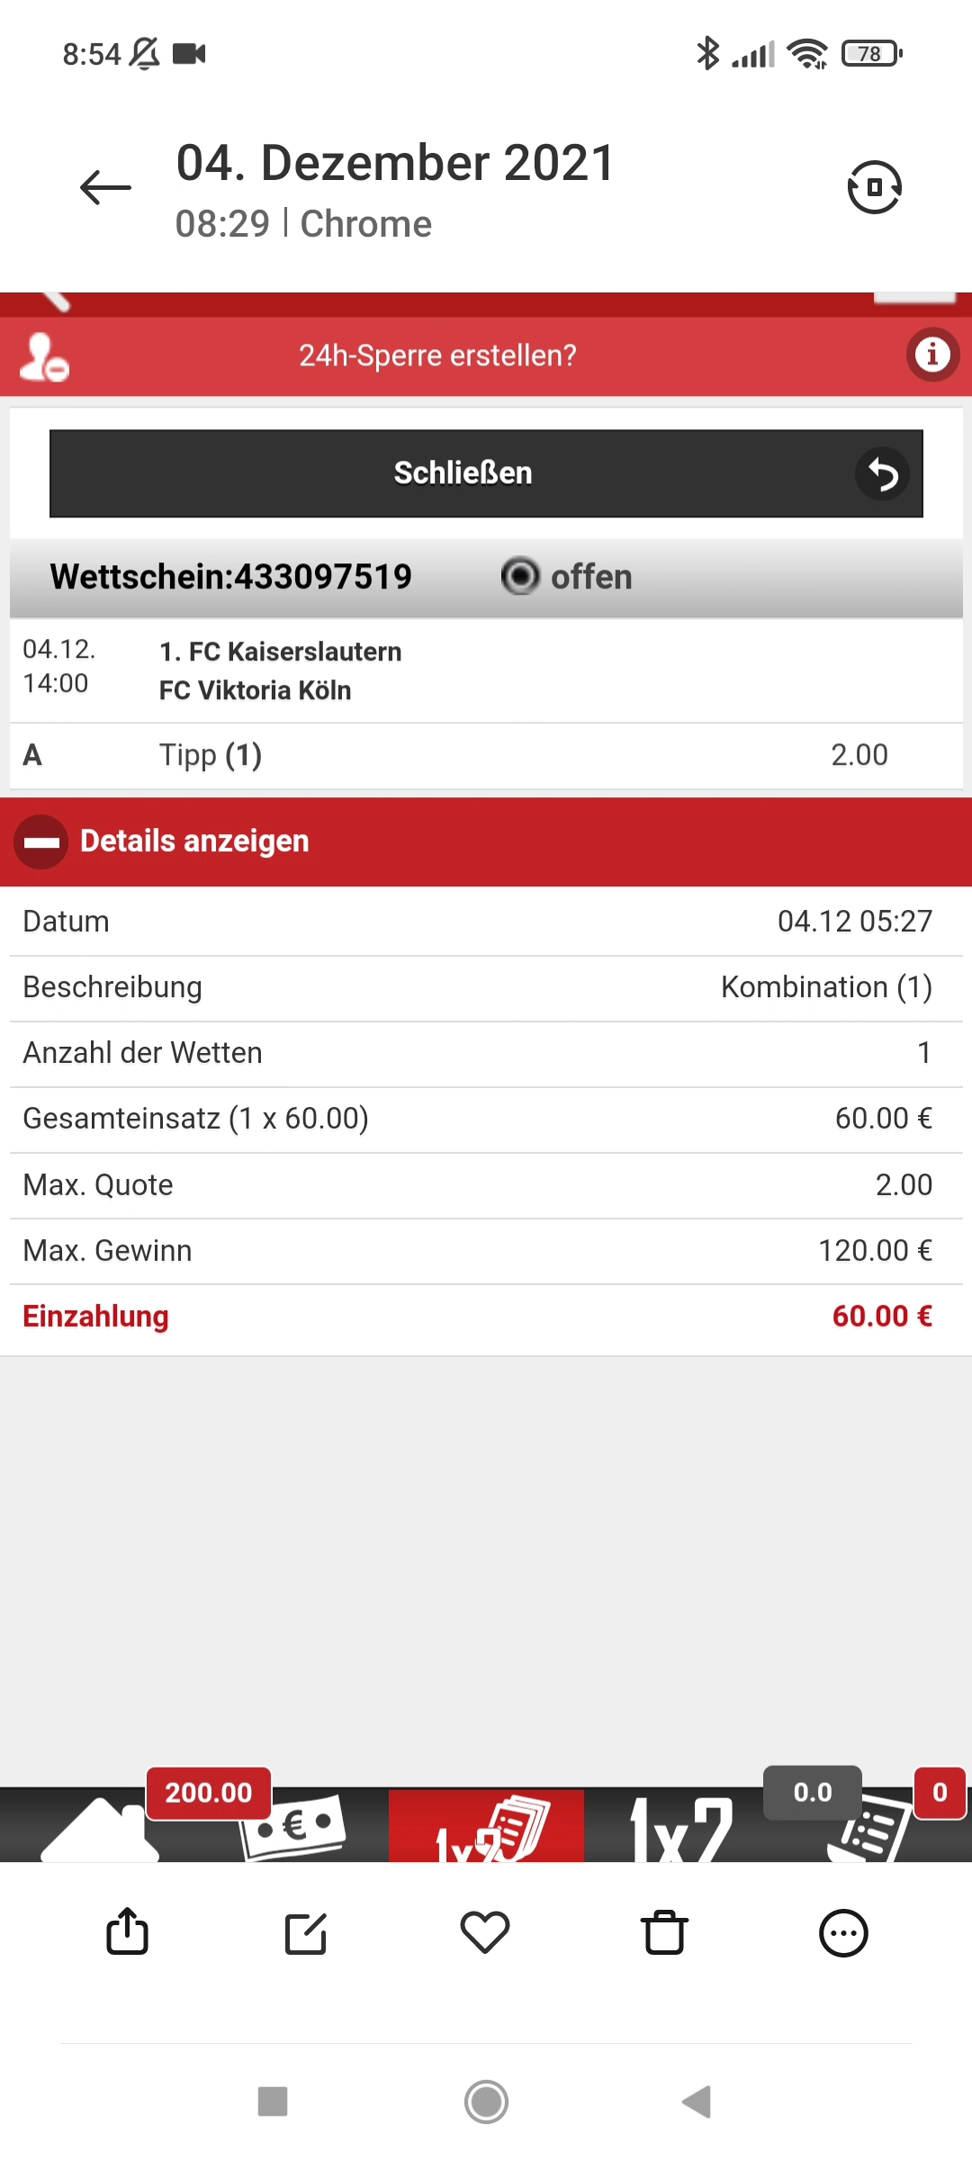 8:54
78
04. Dezember 2021
08:29 | Chrome
24h-Sperre erstellen?
Schließen
Wettschein:433097519 offen
04.12. 1. FC Kaiserslautern
14:00 FC Viktoria Köln
A Tipp (1) 2.00
Details anzeigen
Datum 04.12 05:27
Beschreibung Kombination (1)
Anzahl der Wetten 1
Gesamteinsatz (1 x 60.00) 60.00 €
Max. Quote 2.00
Max. Gewinn 120.00 €
Einzahlung 60.00 €
200.00 0.0 0
€ 1x2 1x2